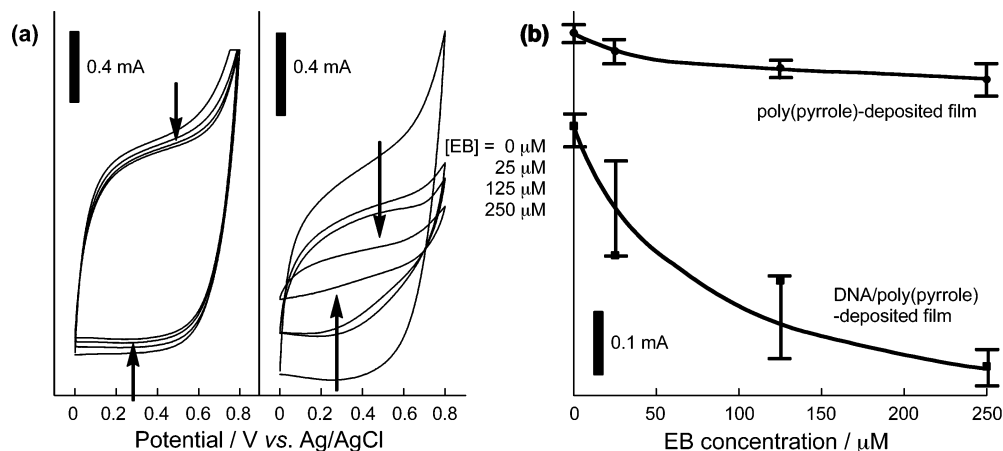 (a)
0.4 mA
0.4 mA
[EB] = 0 μM
25 μM
125 μM
250 μM
0 0.2 0.4 0.6 0.8
0 0.2 0.4 0.6 0.8
Potential / V vs. Ag/AgCl
(b)
poly(pyrrole)-deposited film
DNA/poly(pyrrole)
-deposited film
0.1 mA
0 50 100 150 200 250
EB concentration / μM